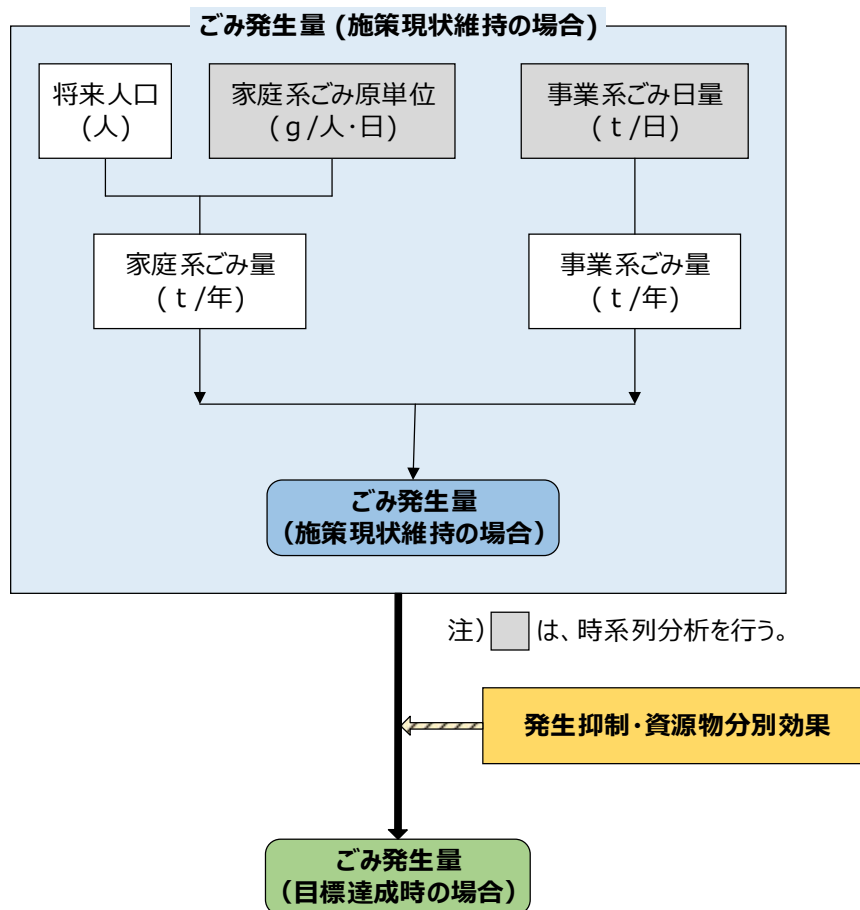 ごみ発生量 (施策現状維持の場合)
将来人口
(人)
家庭系ごみ原単位
(ｇ/人・日)
事業系ごみ日量
(ｔ/日)
家庭系ごみ量
(ｔ/年)
事業系ごみ量
(ｔ/年)
ごみ発生量
（施策現状維持の場合）
注） は、時系列分析を行う。
発生抑制・資源物分別効果
ごみ発生量
（目標達成時の場合）